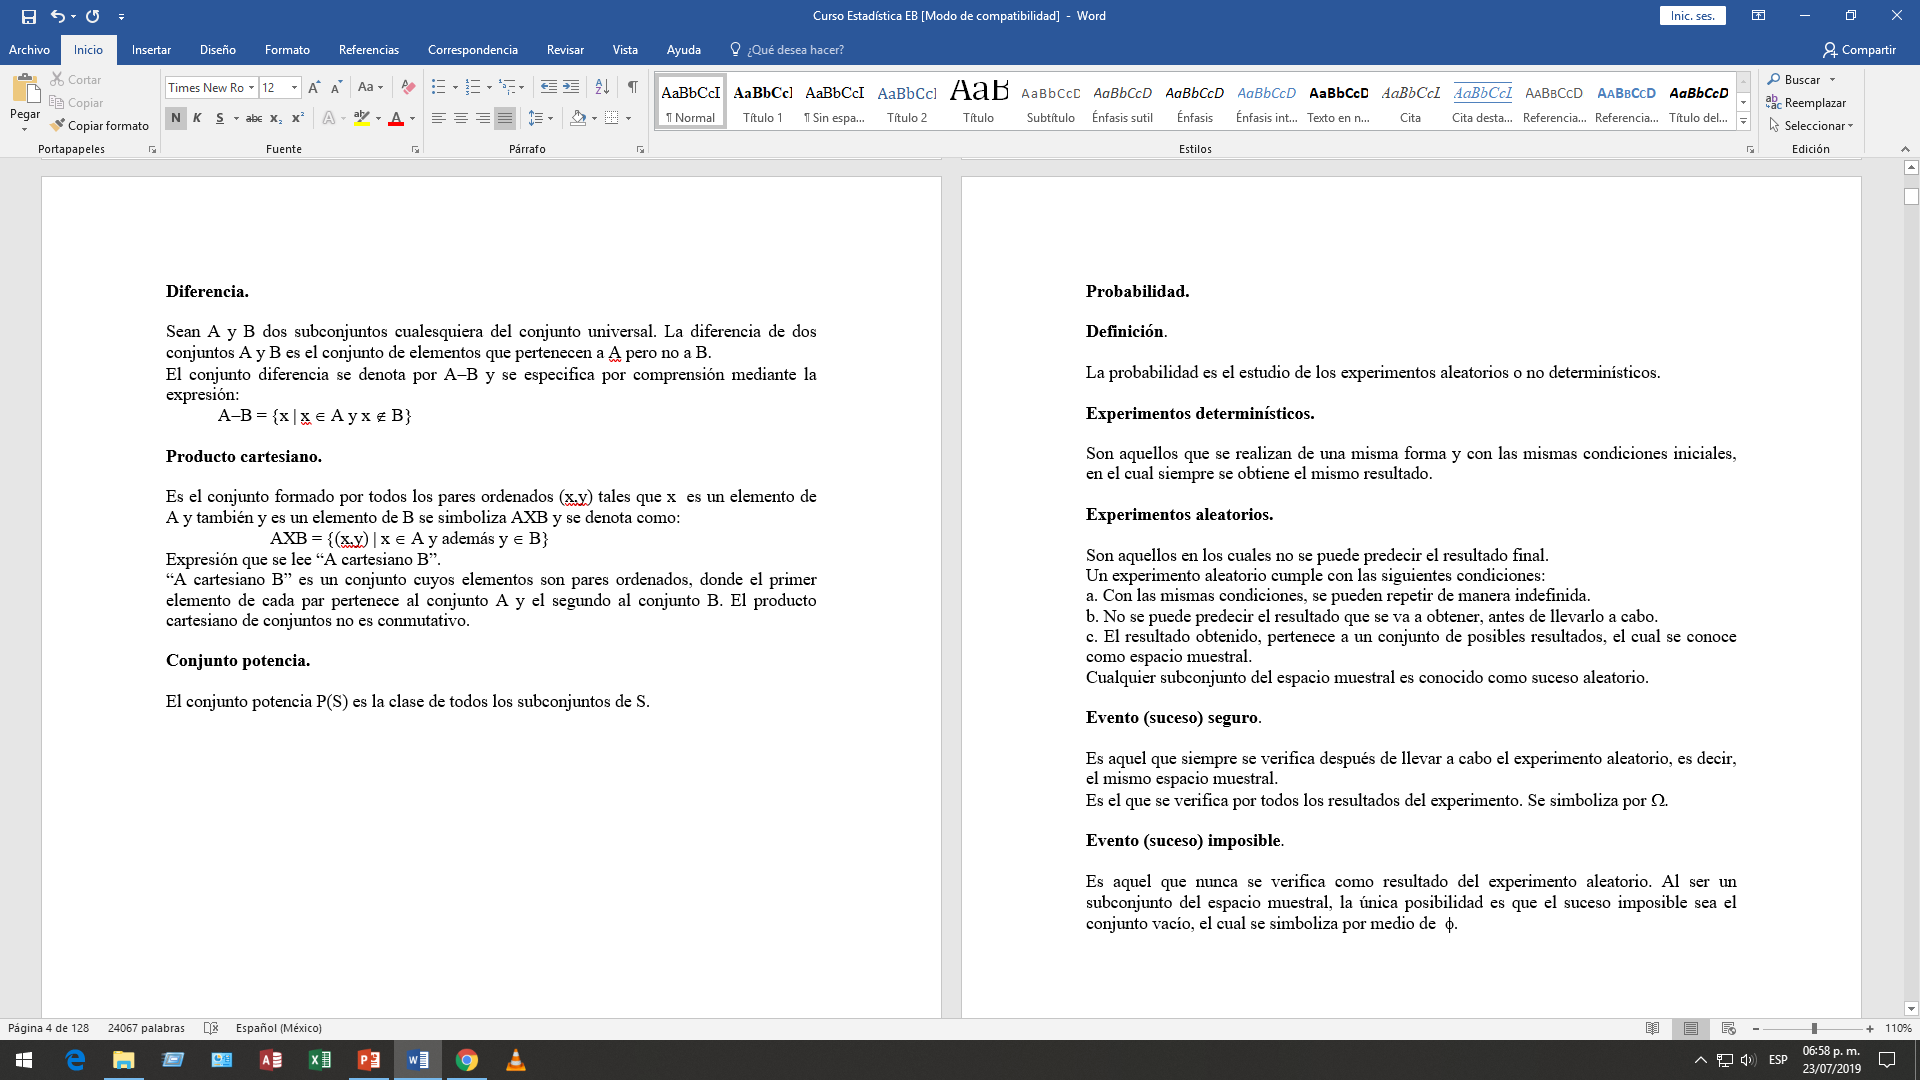 Curso Estadística EB [Modo de compatibilidad] - Word
Inic. ses.
Archivo
Inicio
Insertar
Diseño
Formato
Referencias
Correspondencia
Revisar
Vista
Ayuda
¿Qué desea hacer?
Compartir
Pegar
Cortar
Copiar
Copiar formato
Portapapeles
Times New Ro
12
Fuente
Párrafo
AaBbCcI
¶ Normal
AaBbCcI
Título 1
AaBbCcI
¶ Sin espa...
AaBbCcI
Título 2
AaB
Título
AaBbCcD
Subtítulo
AaBbCcD
Énfasis sutil
AaBbCcD
Énfasis
AaBbCcD
Énfasis int...
AaBbCcD
Texto en n...
AaBbCcI
Cita
AaBbCcI
Cita desta...
AaBbCcD
Referencia...
AaBbCcD
Referencia...
AaBbCcD
Título del...
Estilos
Buscar
Reemplazar
Seleccionar
Edición
Diferencia.
Sean A y B dos subconjuntos cualesquiera del conjunto universal. La diferencia de dos
conjuntos A y B es el conjunto de elementos que pertenecen a A pero no a B.
El conjunto diferencia se denota por A–B y se especifica por comprensión mediante la
expresión:
A–B = {x | x ∈ A y x ∉ B}
Producto cartesiano.
Es el conjunto formado por todos los pares ordenados (x,y) tales que x es un elemento de
A y también y es un elemento de B se simboliza AXB y se denota como:
AXB = {(x,y) | x ∈ A y además y ∈ B}
Expresión que se lee “A cartesiano B”.
“A cartesiano B” es un conjunto cuyos elementos son pares ordenados, donde el primer
elemento de cada par pertenece al conjunto A y el segundo al conjunto B. El producto
cartesiano de conjuntos no es conmutativo.
Conjunto potencia.
El conjunto potencia P(S) es la clase de todos los subconjuntos de S.
Probabilidad.
Definición.
La probabilidad es el estudio de los experimentos aleatorios o no determinísticos.
Experimentos determinísticos.
Son aquellos que se realizan de una misma forma y con las mismas condiciones iniciales,
en el cual siempre se obtiene el mismo resultado.
Experimentos aleatorios.
Son aquellos en los cuales no se puede predecir el resultado final.
Un experimento aleatorio cumple con las siguientes condiciones:
a. Con las mismas condiciones, se pueden repetir de manera indefinida.
b. No se puede predecir el resultado que se va a obtener, antes de llevarlo a cabo.
c. El resultado obtenido, pertenece a un conjunto de posibles resultados, el cual se conoce
como espacio muestral.
Cualquier subconjunto del espacio muestral es conocido como suceso aleatorio.
Evento (suceso) seguro.
Es aquel que siempre se verifica después de llevar a cabo el experimento aleatorio, es decir,
el mismo espacio muestral.
Es el que se verifica por todos los resultados del experimento. Se simboliza por Ω.
Evento (suceso) imposible.
Es aquel que nunca se verifica como resultado del experimento aleatorio. Al ser un
subconjunto del espacio muestral, la única posibilidad es que el suceso imposible sea el
conjunto vacío, el cual se simboliza por medio de ϕ.
Página 4 de 128
24067 palabras
Español (México)
110%
ESP
06:58 p. m.
23/07/2019